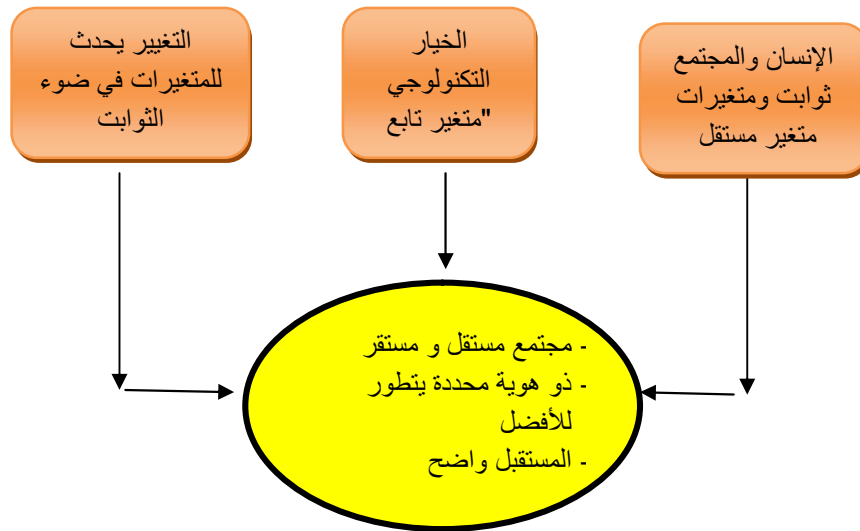 الإنسان والمجتمع
ثوابت ومتغيرات
متغير مستقل
الخيار
التكنولوجي
"متغير تابع
التغيير يحدث
للمتغيرات في ضوء
الثوابت
- مجتمع مستقل و مستقر
- ذو هوية محددة يتطور
للأفضل
- المستقبل واضح